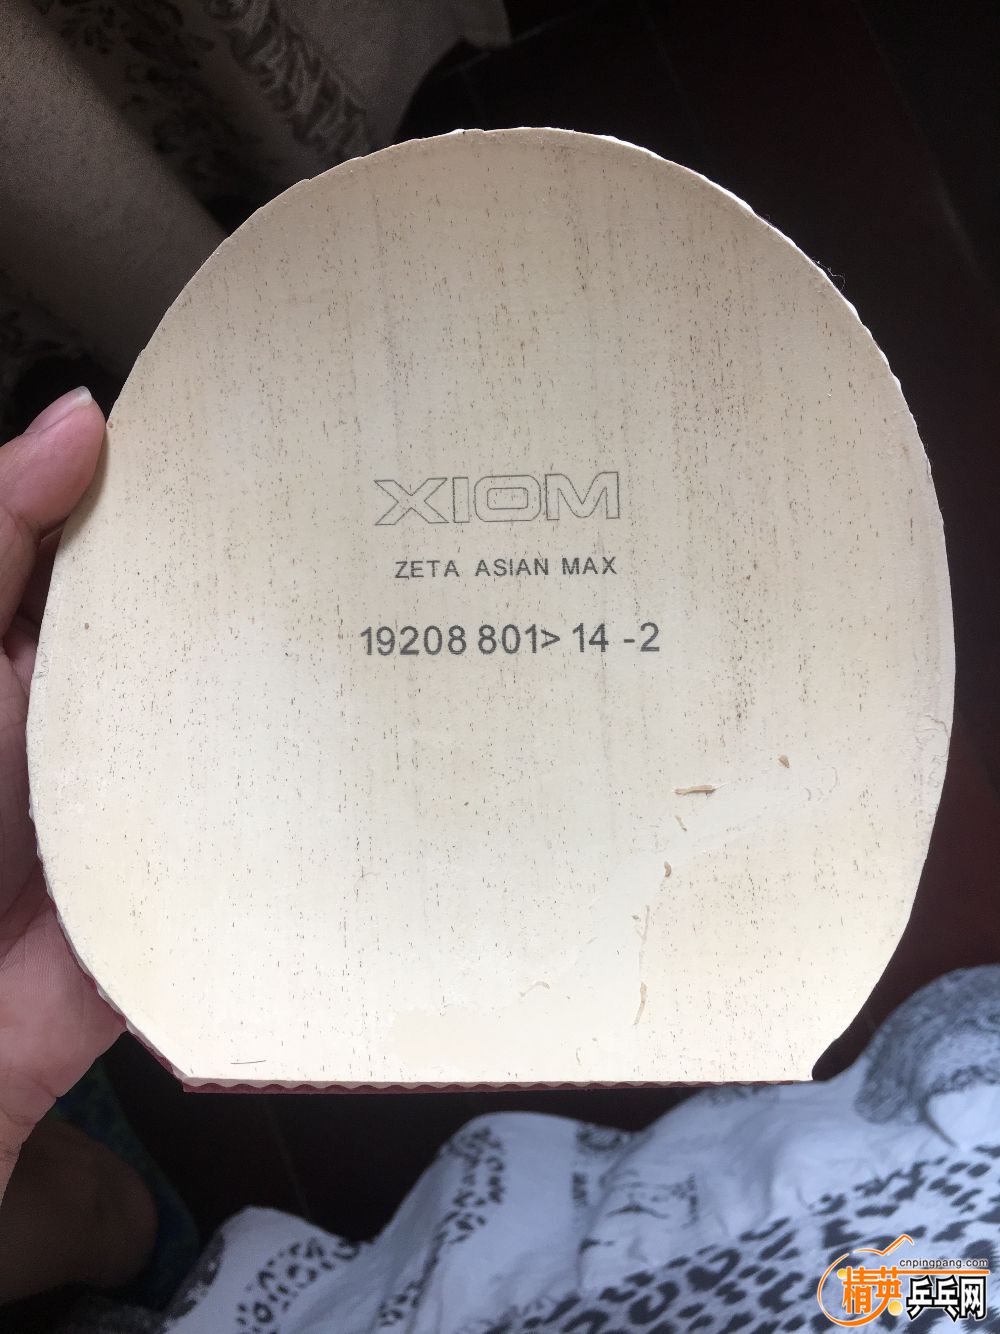 XIOM
ZETA ASIAN MAX
19208 801> 14 -2
cnpingpang.com
精英乒乓网